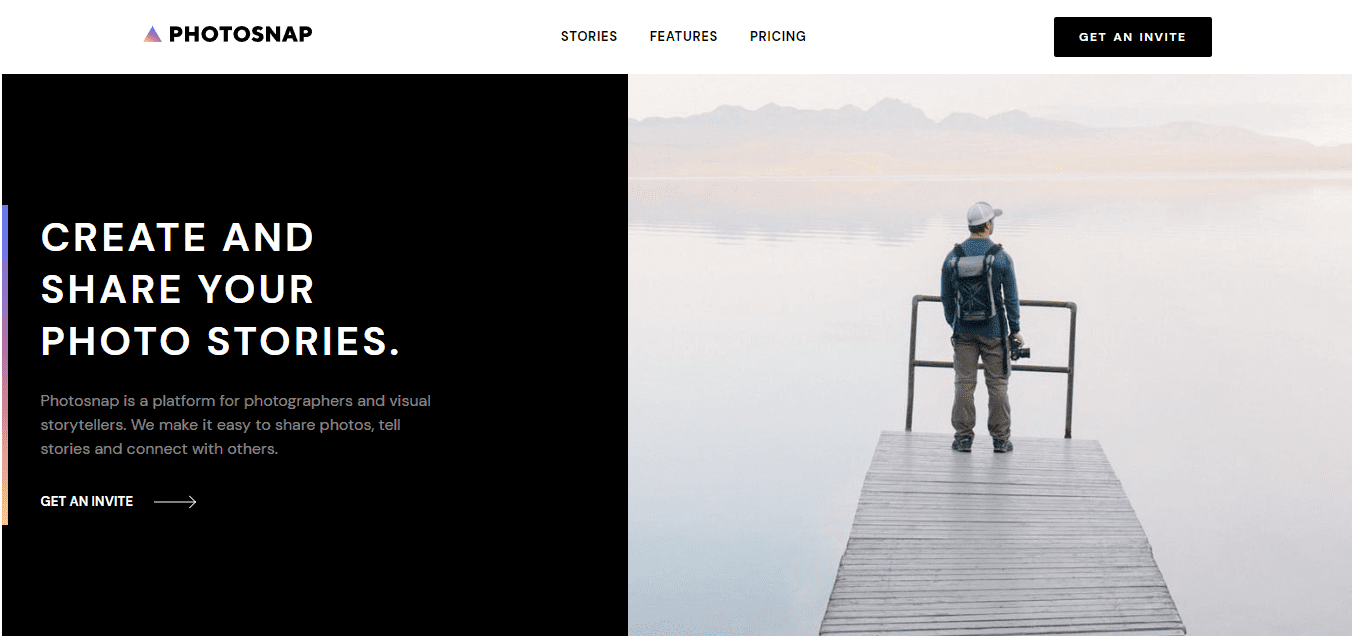 PHOTOSNAP
STORIES FEATURES PRICING
GET AN INVITE
CREATE AND
SHARE YOUR
PHOTO STORIES.
Photosnap is a platform for photographers and visual
storytellers. We make it easy to share photos, tell
stories and connect with others.
GET AN INVITE